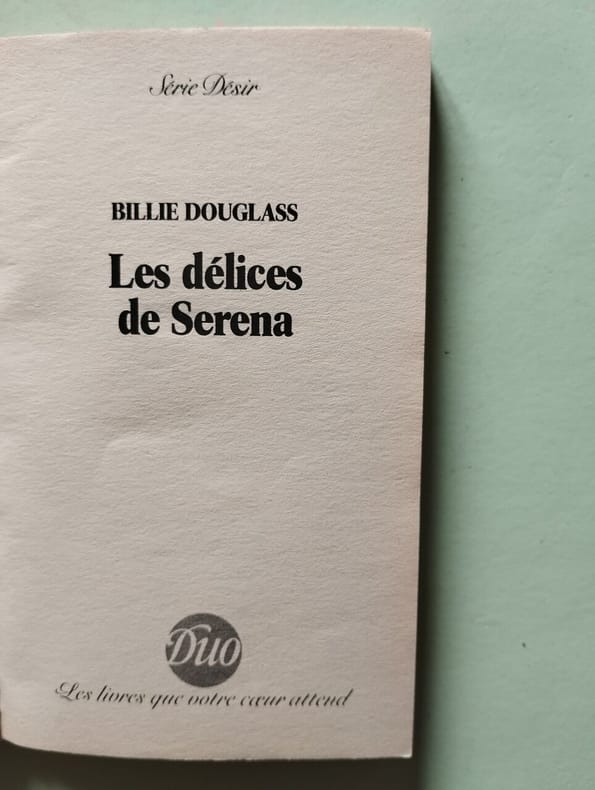 Série Désir
BILLIE DOUGLASS
Les délices
de Serena
Duo
Les livres que votre cœur attend